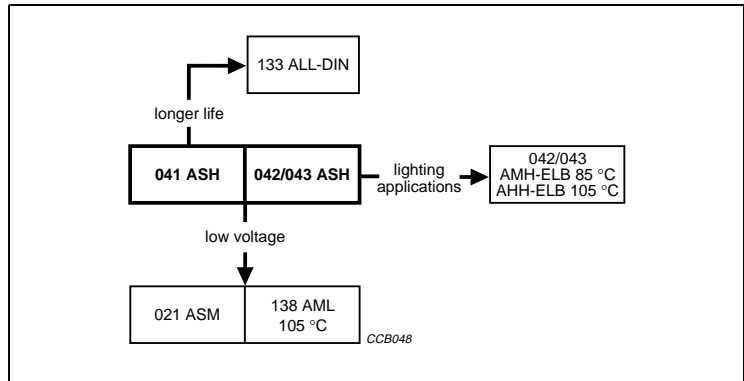 133 ALL-DIN
longer life
041 ASH
042/043 ASH
lighting
applications
042/043
AMH-ELB 85 °C
AHH-ELB 105 °C
low voltage
021 ASM
138 AML
105 °C
CCB048